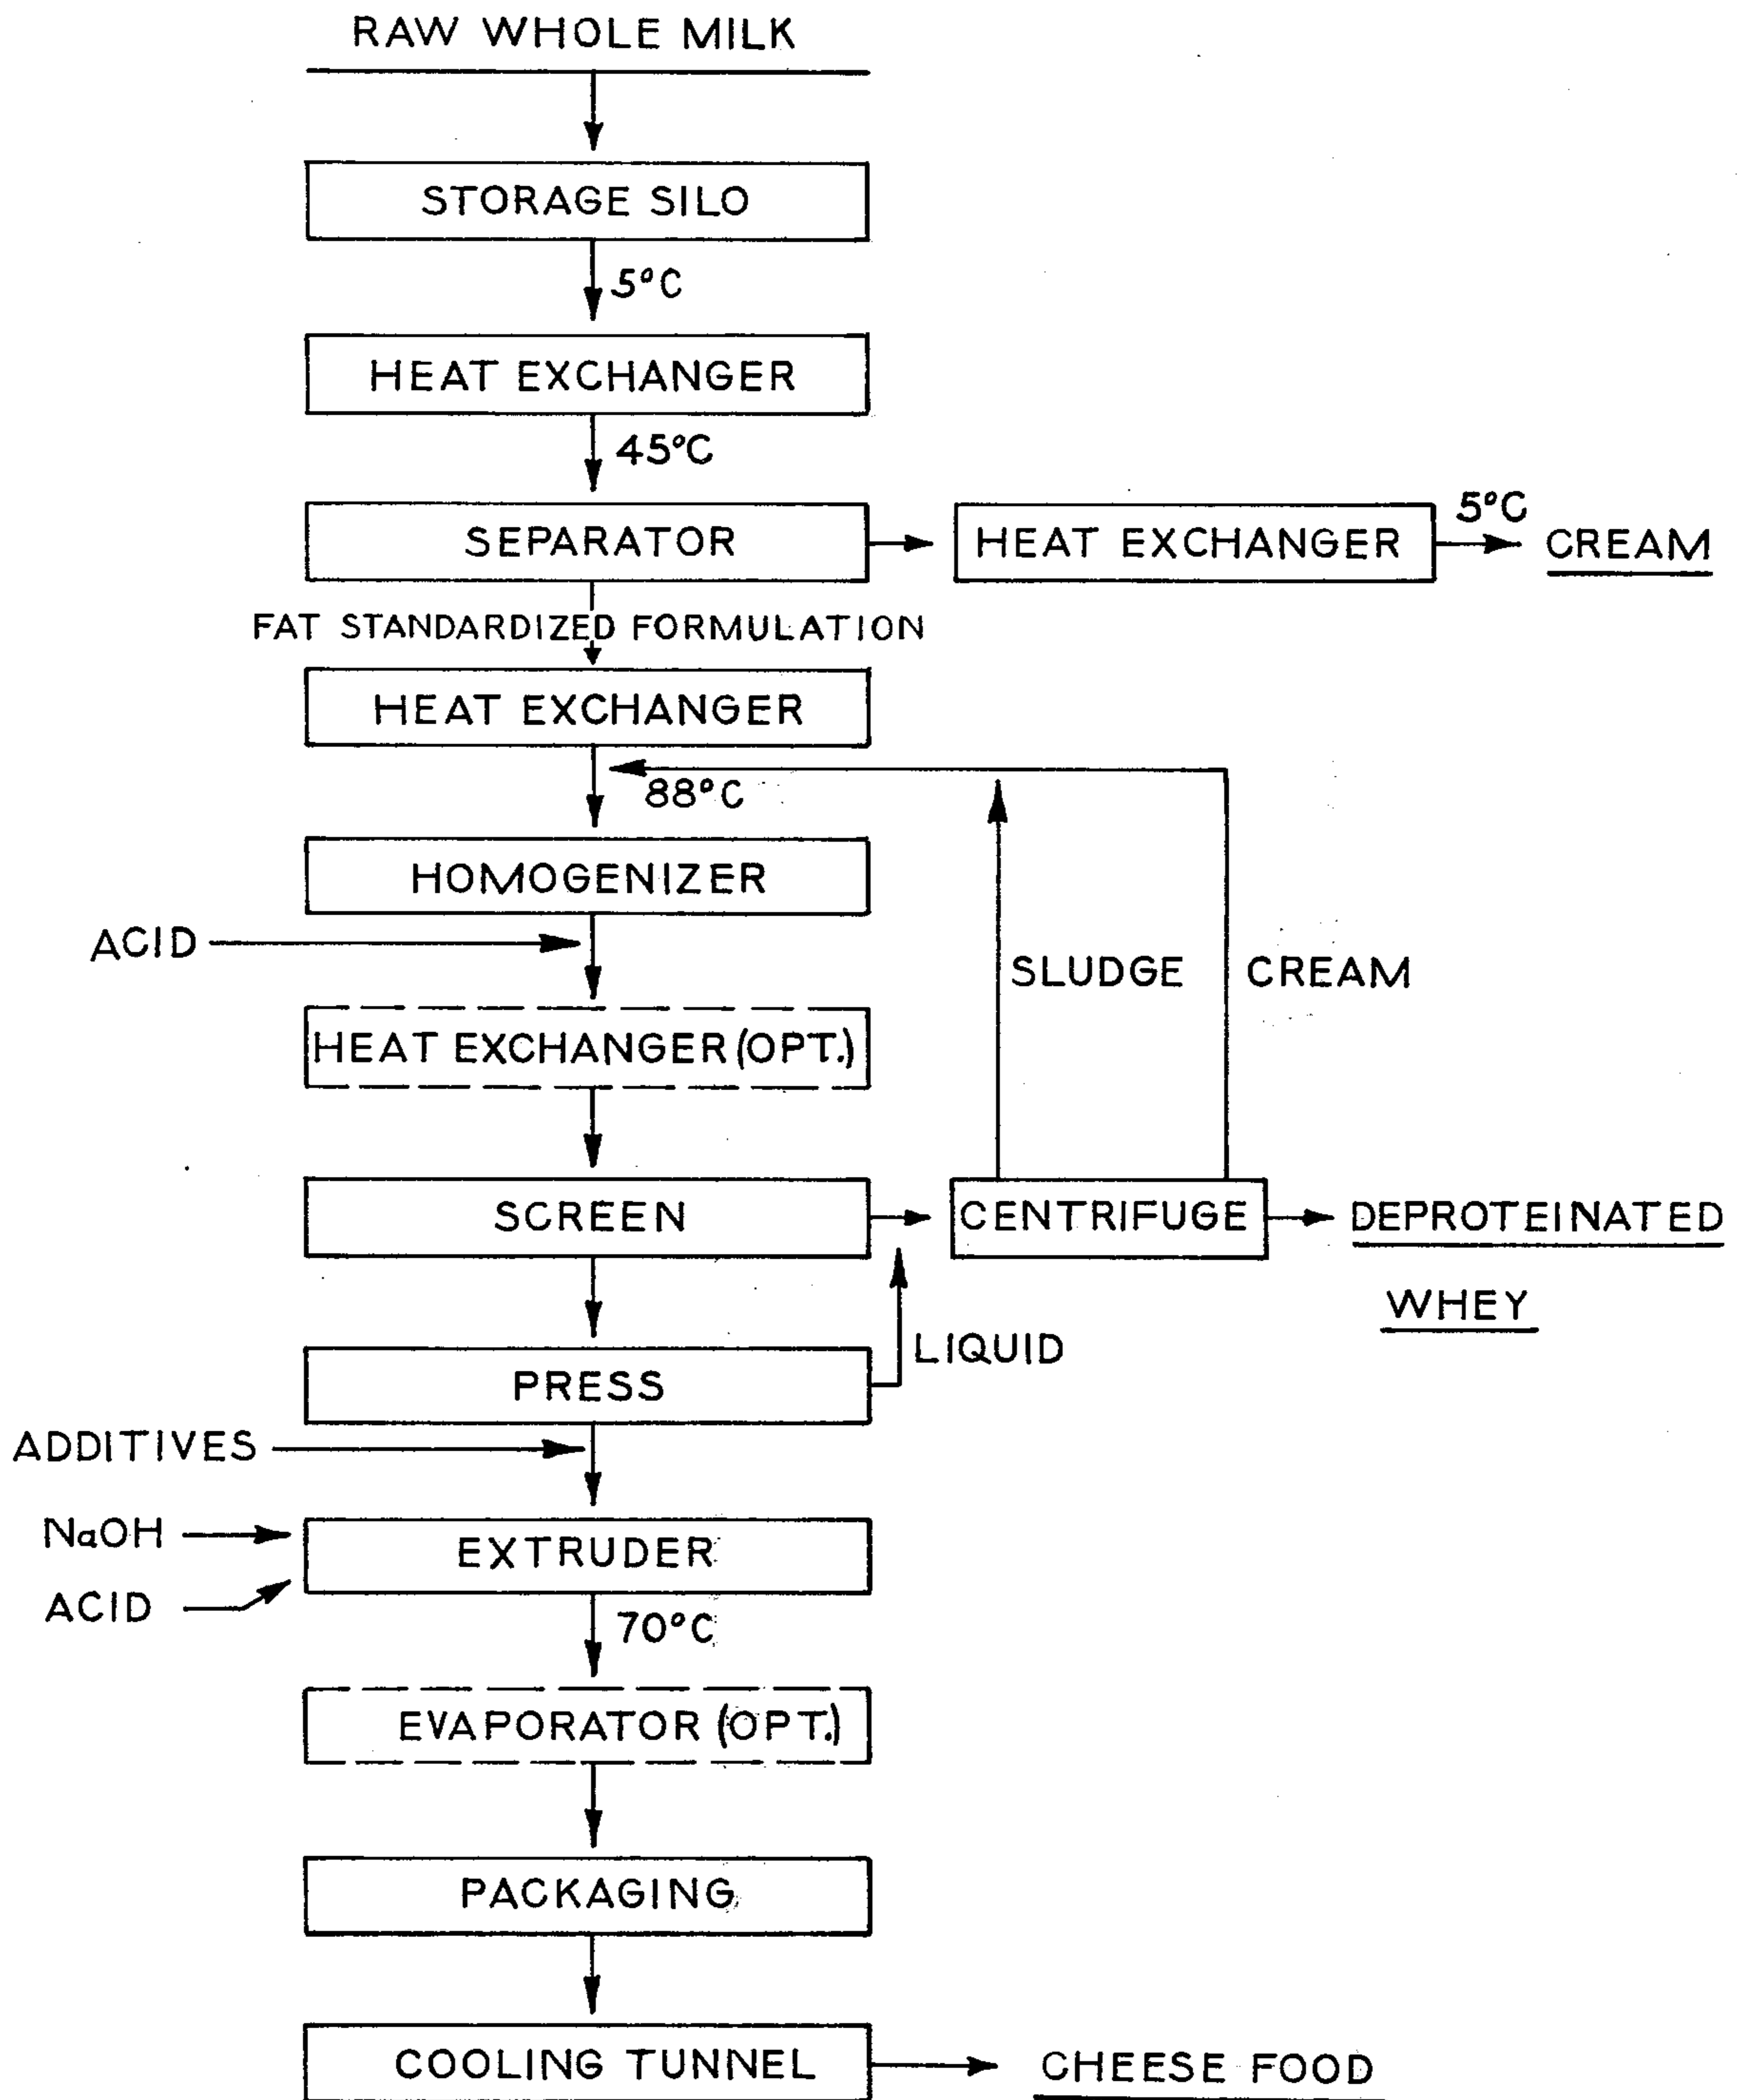 RAW WHOLE MILK
STORAGE SILO
5°C
HEAT EXCHANGER
45°C
SEPARATOR
HEAT EXCHANGER
5°C
CREAM
FAT STANDARDIZED FORMULATION
HEAT EXCHANGER
88°C
HOMOGENIZER
ACID
SLUDGE
CREAM
HEAT EXCHANGER (OPT.)
SCREEN
CENTRIFUGE
DEPROTEINATED
WHEY
LIQUID
PRESS
ADDITIVES
NaOH
EXTRUDER
ACID
70°C
EVAPORATOR (OPT.)
PACKAGING
COOLING TUNNEL
CHEESE FOOD